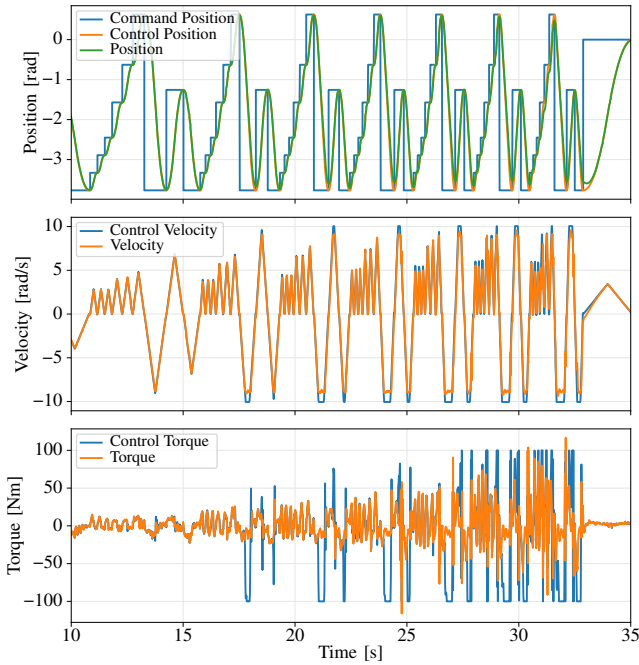 Command Position
Control Position
Position
0
−1
−2
−3
Position [rad]
Control Velocity
Velocity
10
5
0
−5
−10
Velocity [rad/s]
Control Torque
Torque
100
50
0
−50
−100
Torque [Nm]
10 15 20 25 30 35
Time [s]